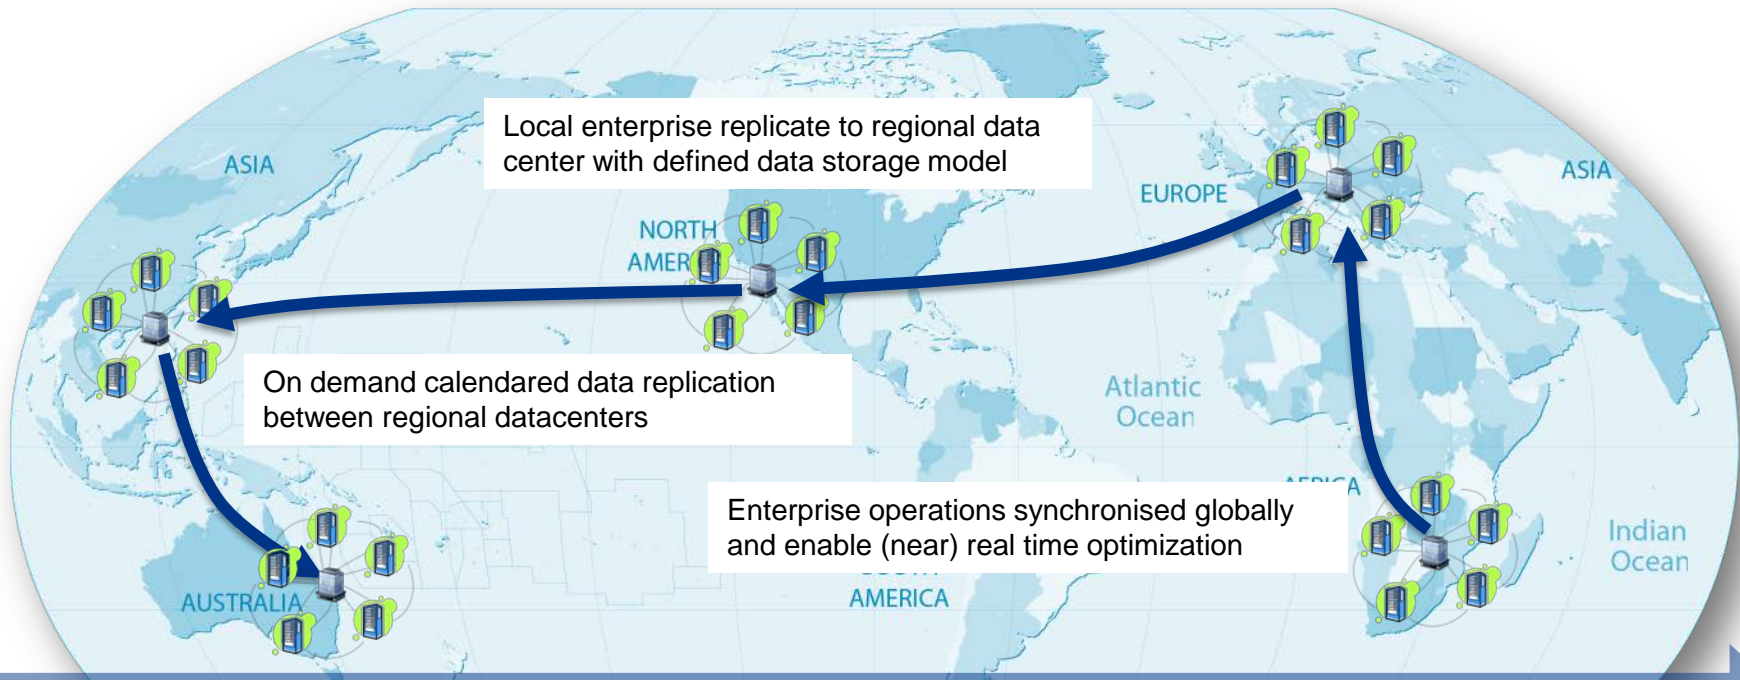 Local enterprise replicate to regional data
center with defined data storage model
ASIA
ASIA
EUROPE
NORTH
AMER
On demand calendared data replication
between regional datacenters
Atlantic
Ocean
Enterprise operations synchronised globally
and enable (near) real time optimization
Indian
Ocean
AUSTRALIA
AMERICA